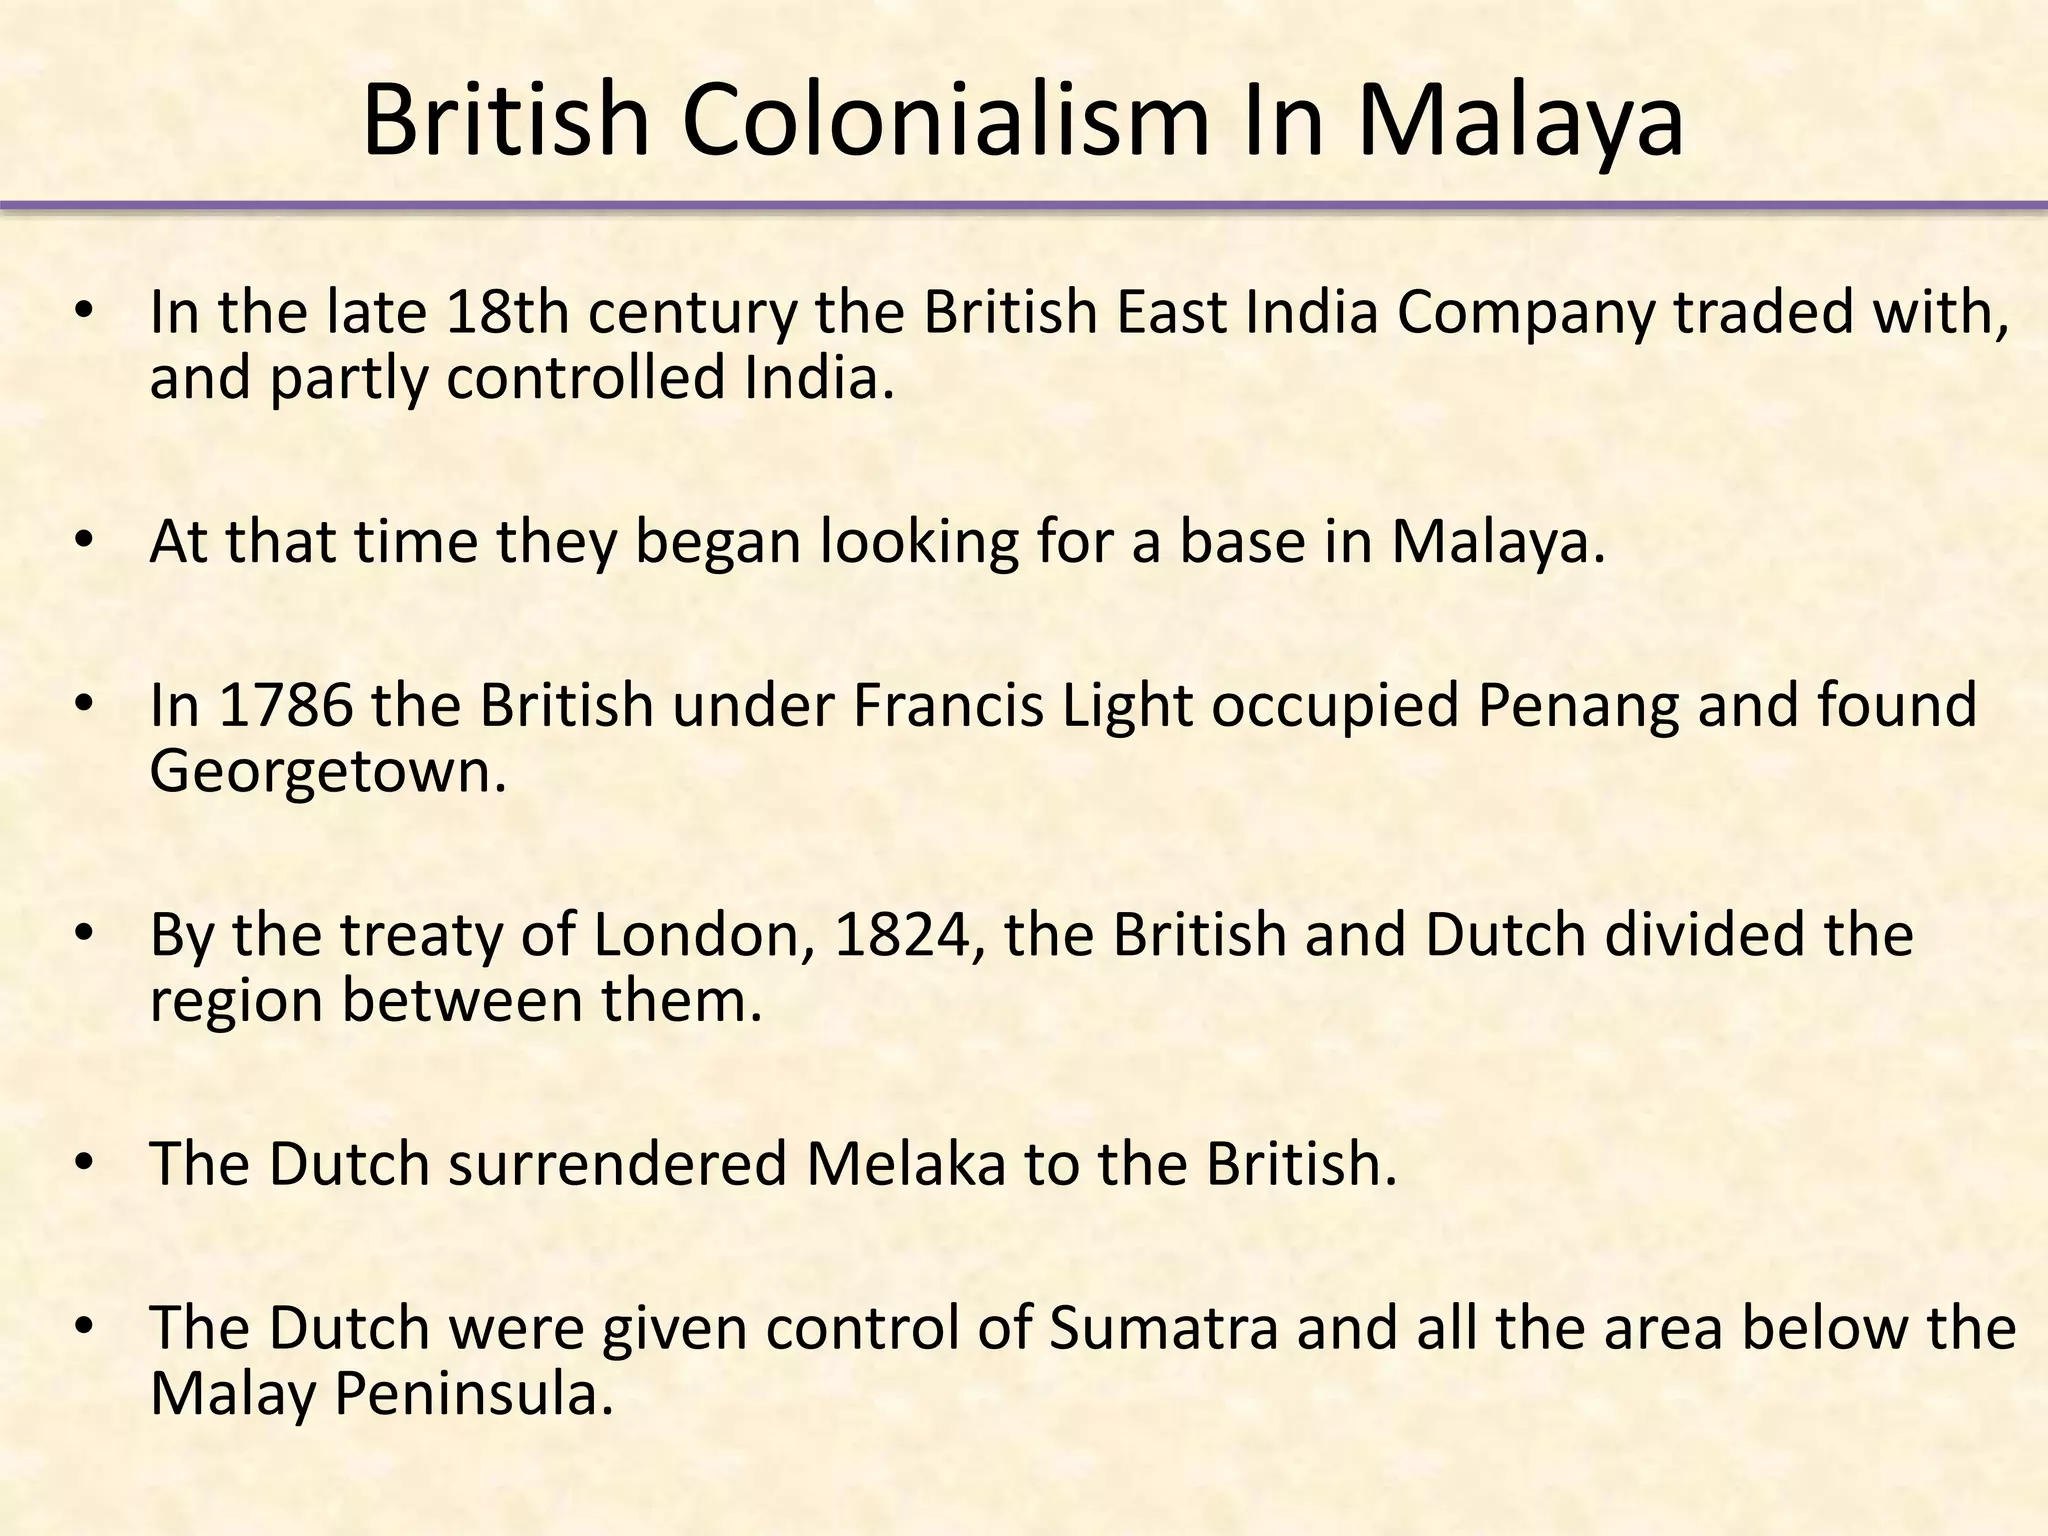 British Colonialism In Malaya
• In the late 18th century the British East India Company traded with,
and partly controlled India.
• At that time they began looking for a base in Malaya.
• In 1786 the British under Francis Light occupied Penang and found
Georgetown.
• By the treaty of London, 1824, the British and Dutch divided the
region between them.
• The Dutch surrendered Melaka to the British.
• The Dutch were given control of Sumatra and all the area below the
Malay Peninsula.